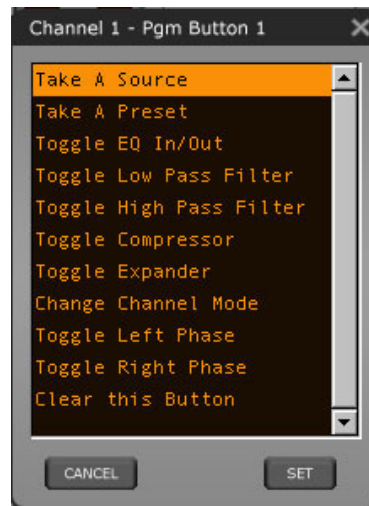 Channel 1 - Pgm Button 1
Take A Source
Take A Preset
Toggle EQ In/Out
Toggle Low Pass Filter
Toggle High Pass Filter
Toggle Compressor
Toggle Expander
Change Channel Mode
Toggle Left Phase
Toggle Right Phase
Clear this Button
CANCEL SET